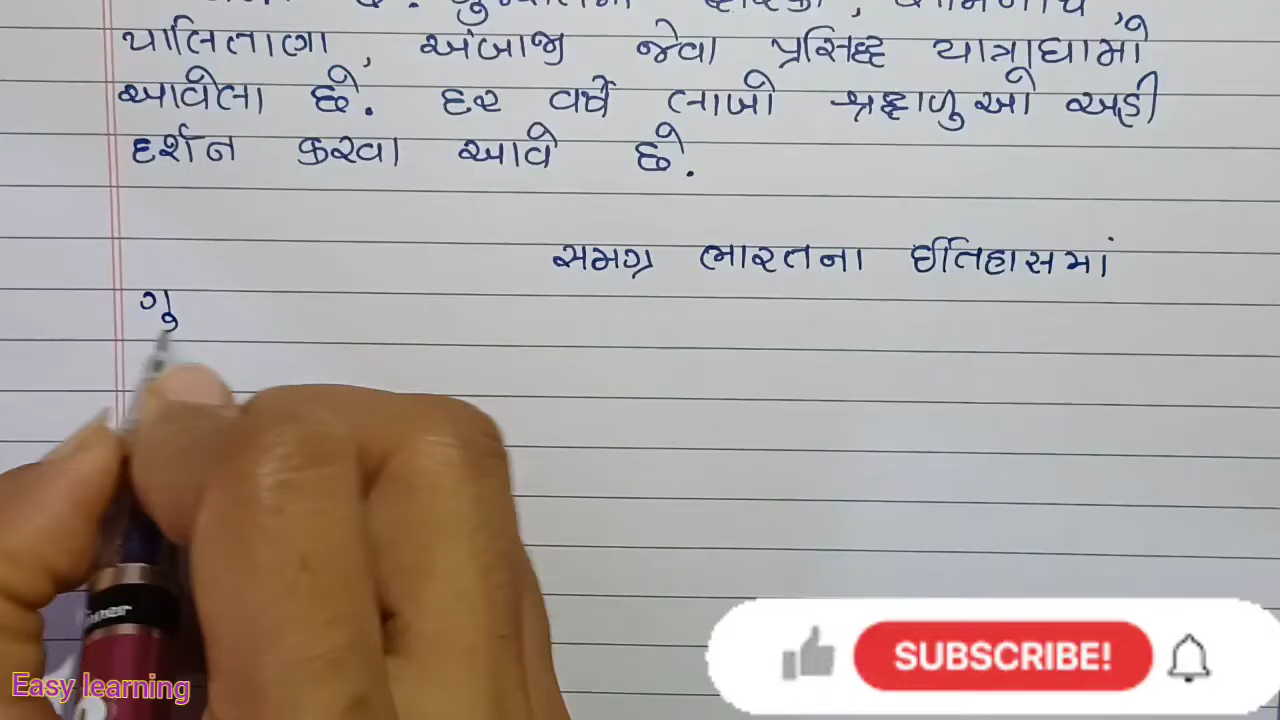 પાલિતાણા, અંબાજી જેવા પ્રસિદ્ધ યાત્રાધામો
આવેલા છે. દર વર્ષે લાખો શ્રદ્ધાળુઓ અહીં
દર્શન કરવા આવે છે.
સમગ્ર ભારતના ઈતિહાસમાં
ગુ
SUBSCRIBE!
Easy learning